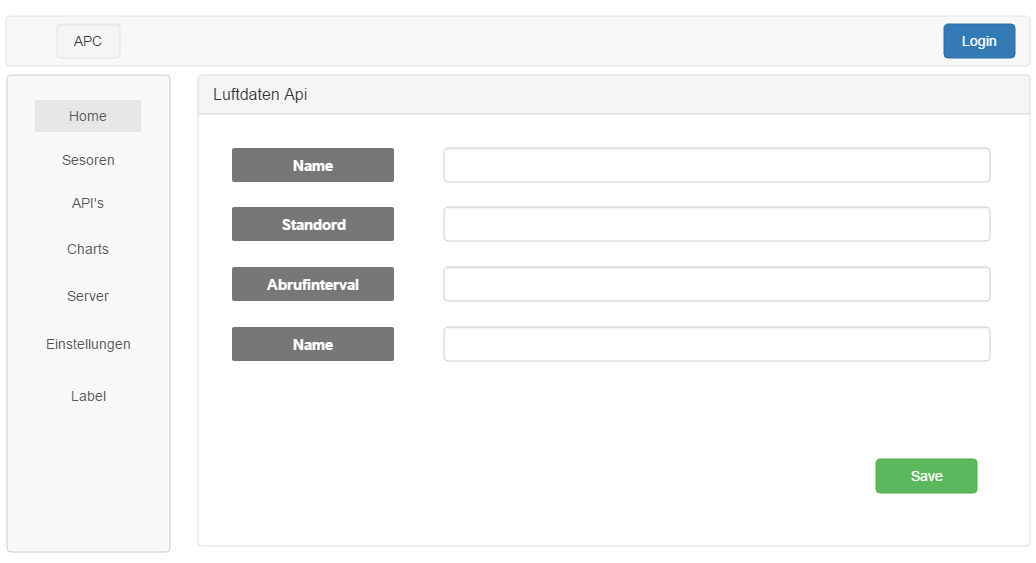 APC
Login
Home
Sesoren
API's
Charts
Server
Einstellungen
Label
Luftdaten Api
Name
Standord
Abrufinterval
Name
Save